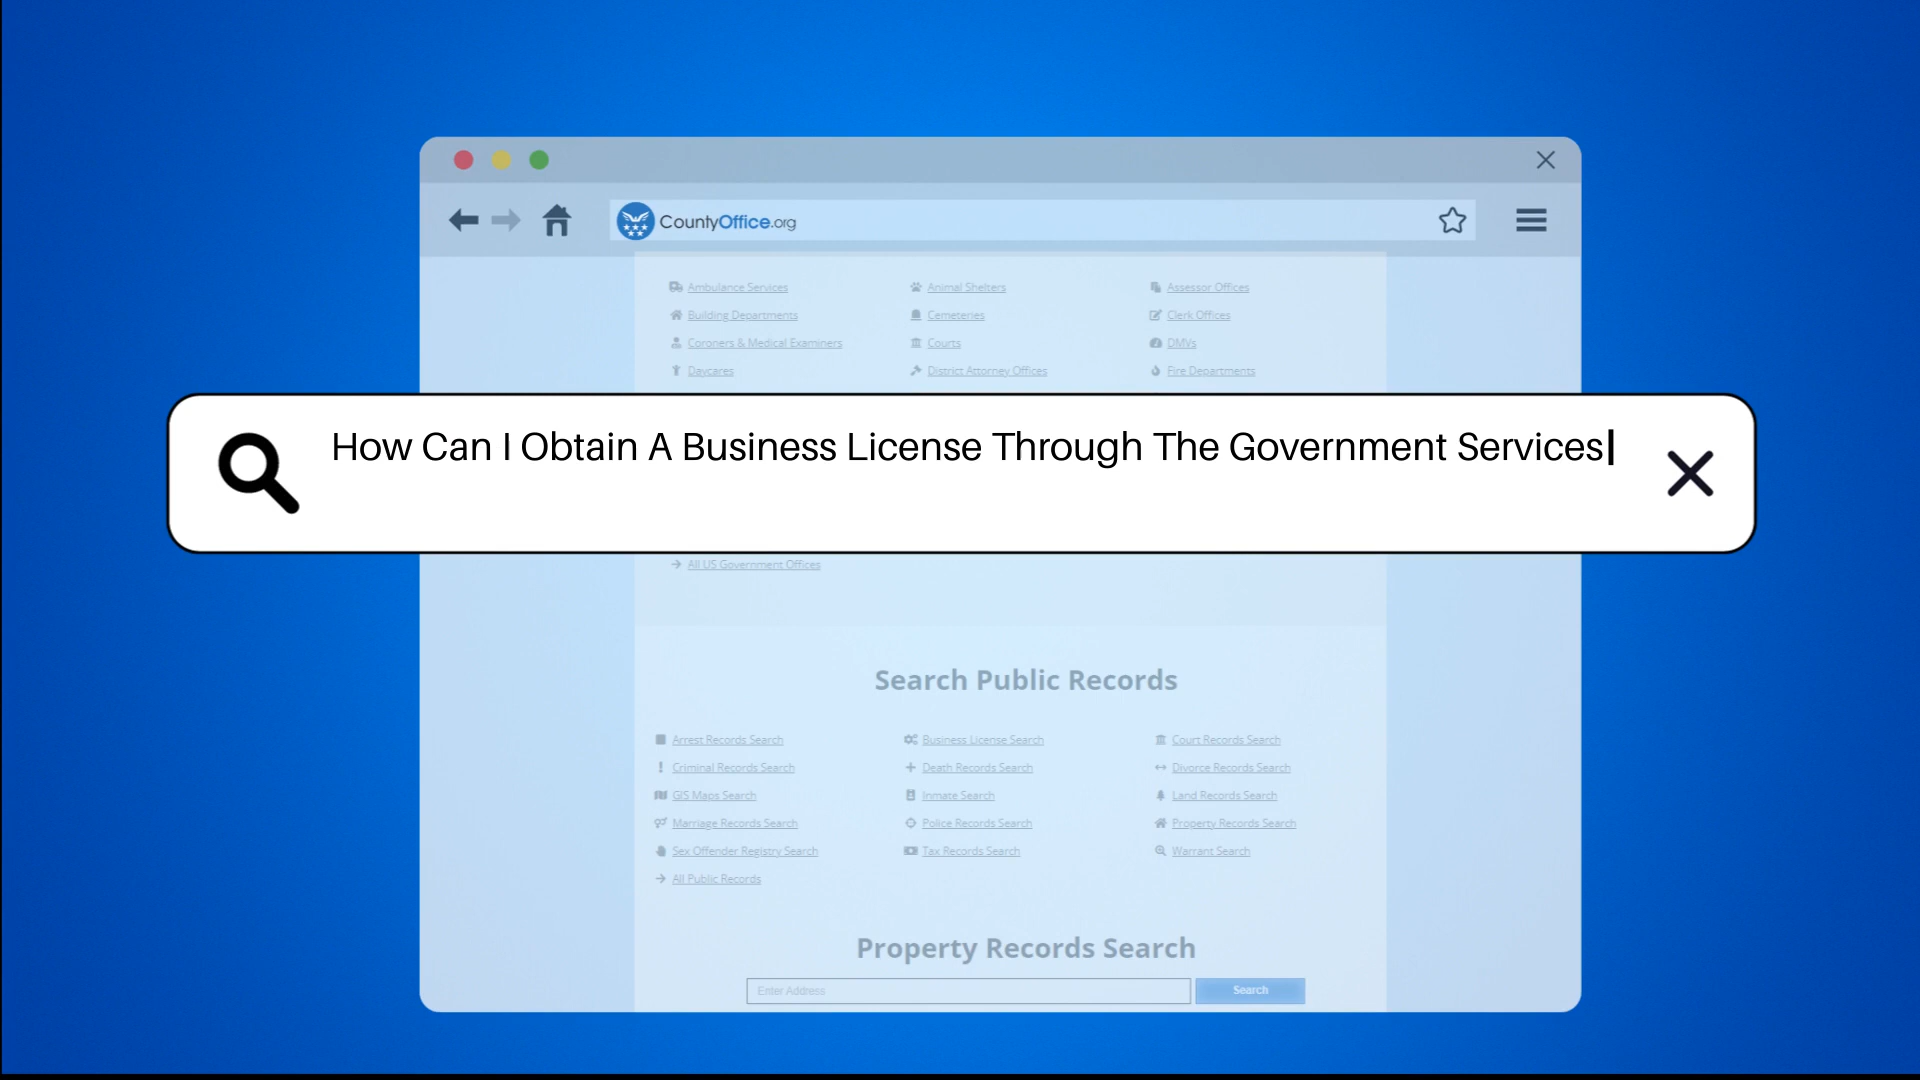 CountyOffice.org
Ambulance Services Animal Shelters Assessor Offices
Building Departments Cemeteries Clerk Offices
Coroners & Medical Examiners Courts DMVs
Daycares District Attorney Offices Fire Departments
How Can I Obtain A Business License Through The Government Services
All US Government Offices
Search Public Records
Arrest Records Search Business License Search Court Records Search
Criminal Records Search Death Records Search Divorce Records Search
GIS Maps Search Inmate Search Land Records Search
Marriage Records Search Police Records Search Property Records Search
Sex Offender Registry Search Tax Records Search Warrant Search
All Public Records
Property Records Search
Enter Address Search